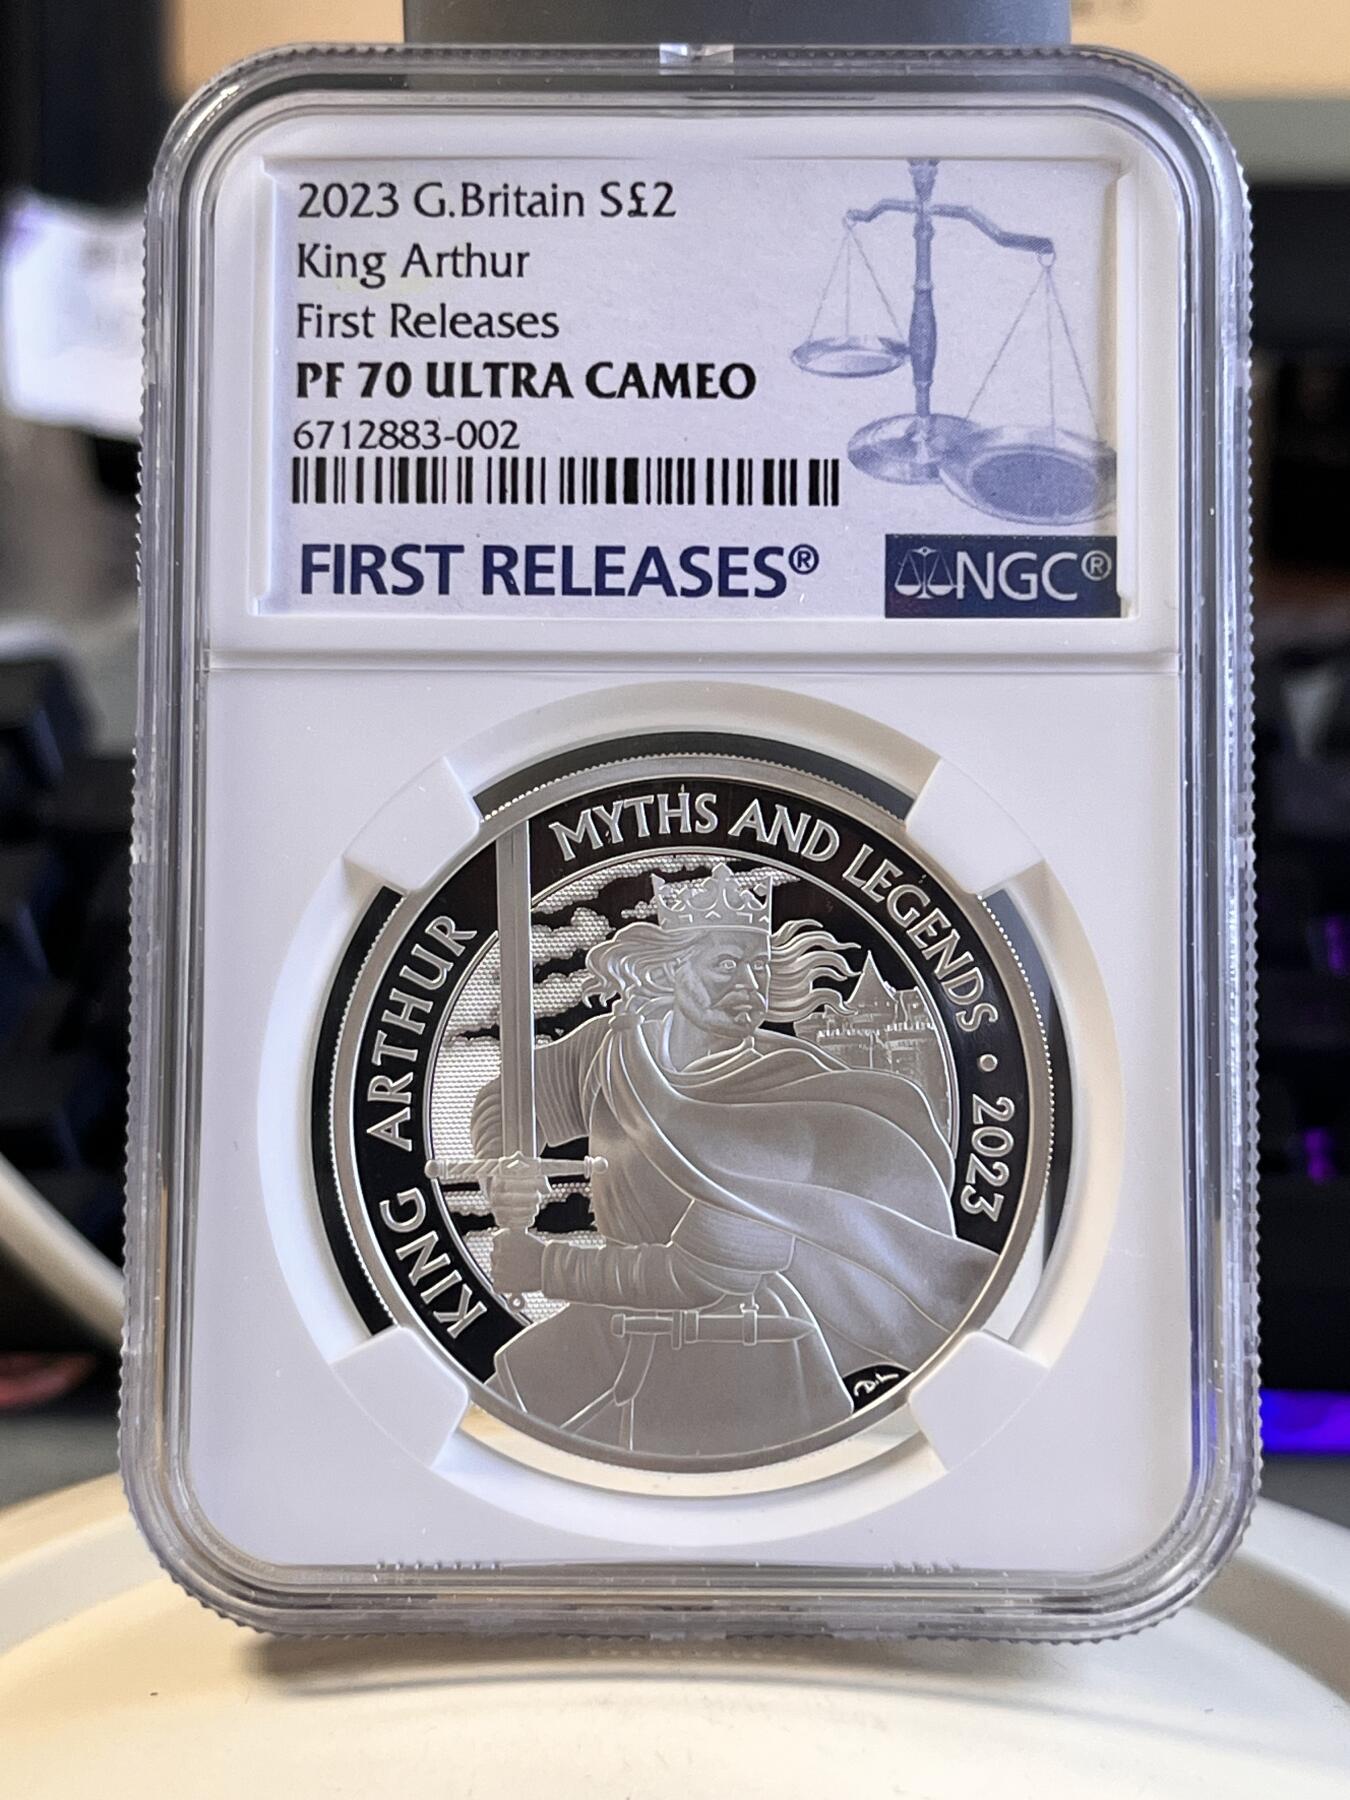 2023 G.Britain S£2
King Arthur
First Releases
PF 70 ULTRA CAMEO
6712883-002
FIRST RELEASES®
NGC®
KING ARTHUR
MYTHS AND LEGENDS • 2023